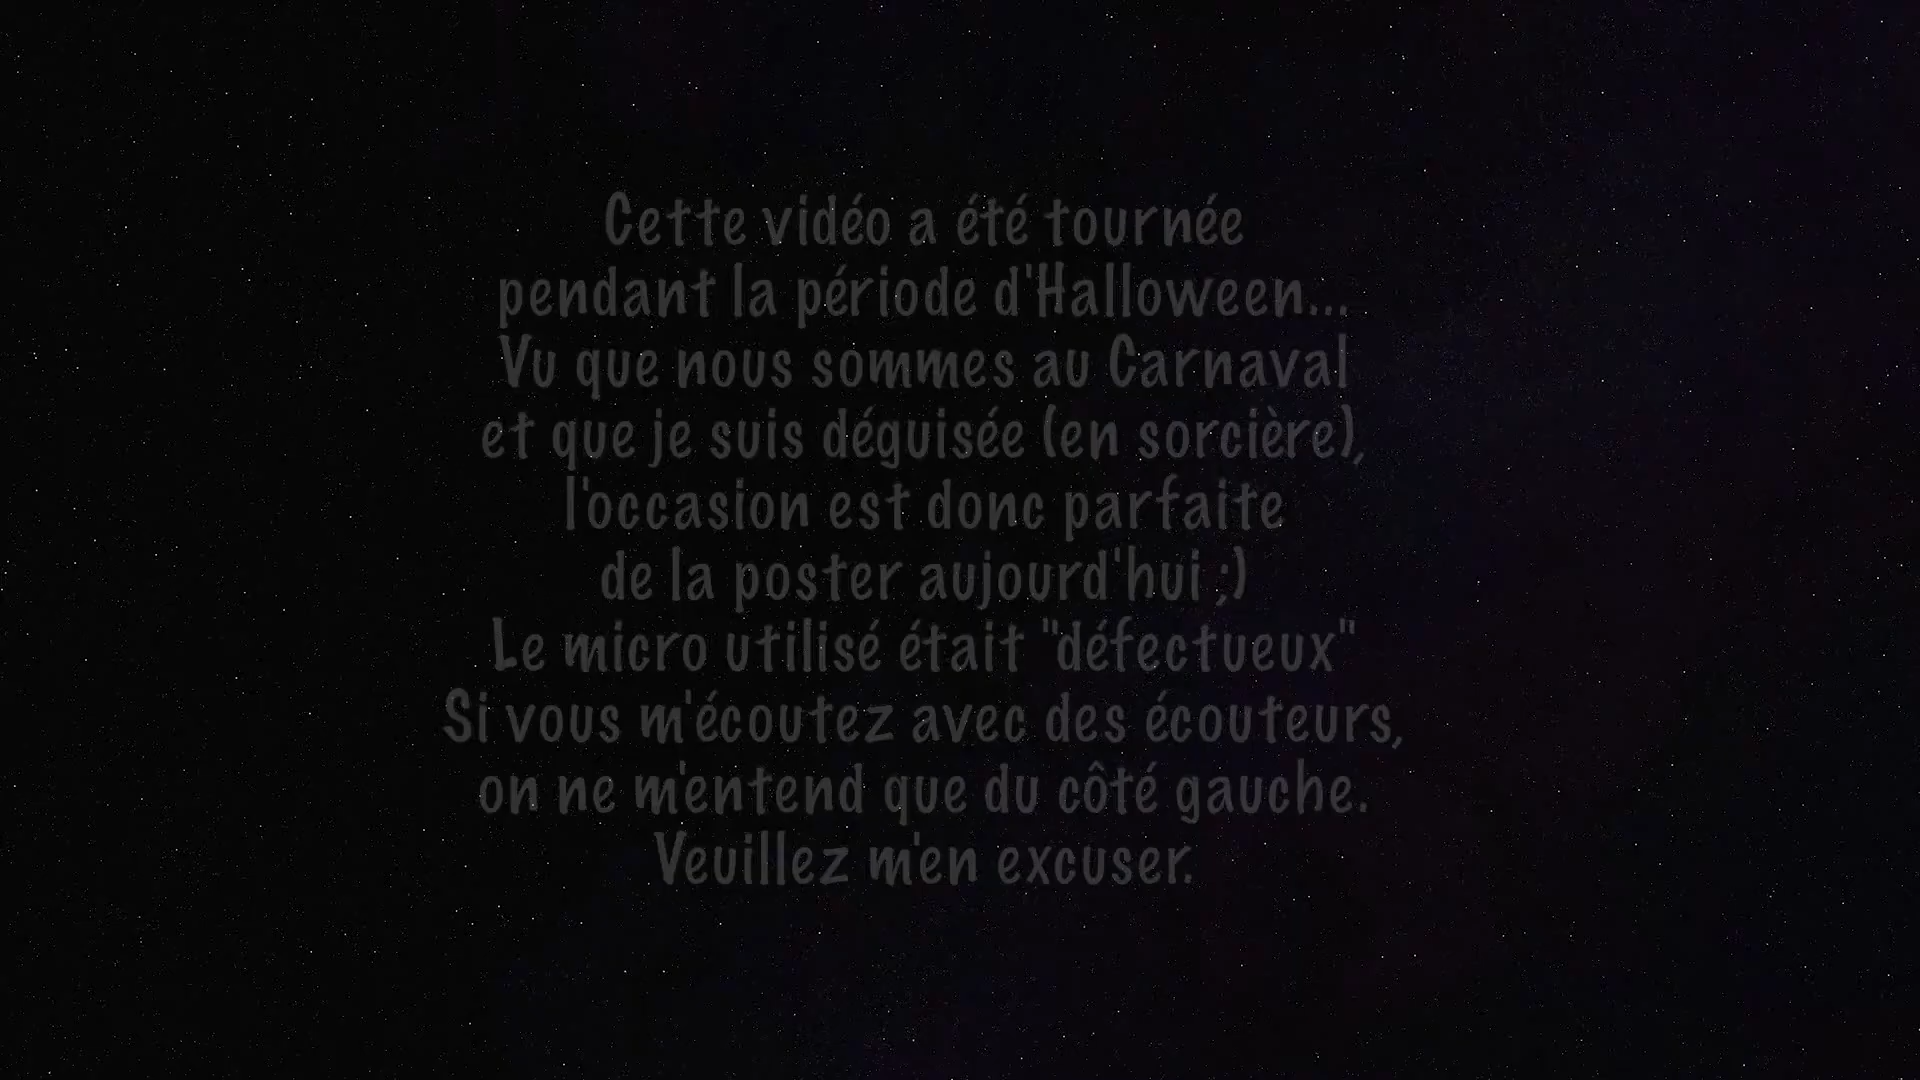 Cette vidéo a été tournée
pendant la période d'Halloween...
Vu que nous sommes au Carnaval
et que je suis déguisée (en sorcière),
l'occasion est donc parfaite
de la poster aujourd'hui ;)
Le micro utilisé était "défectueux"
Si vous m'écoutez avec des écouteurs,
on ne m'entend que du côté gauche.
Veuillez m'en excuser.